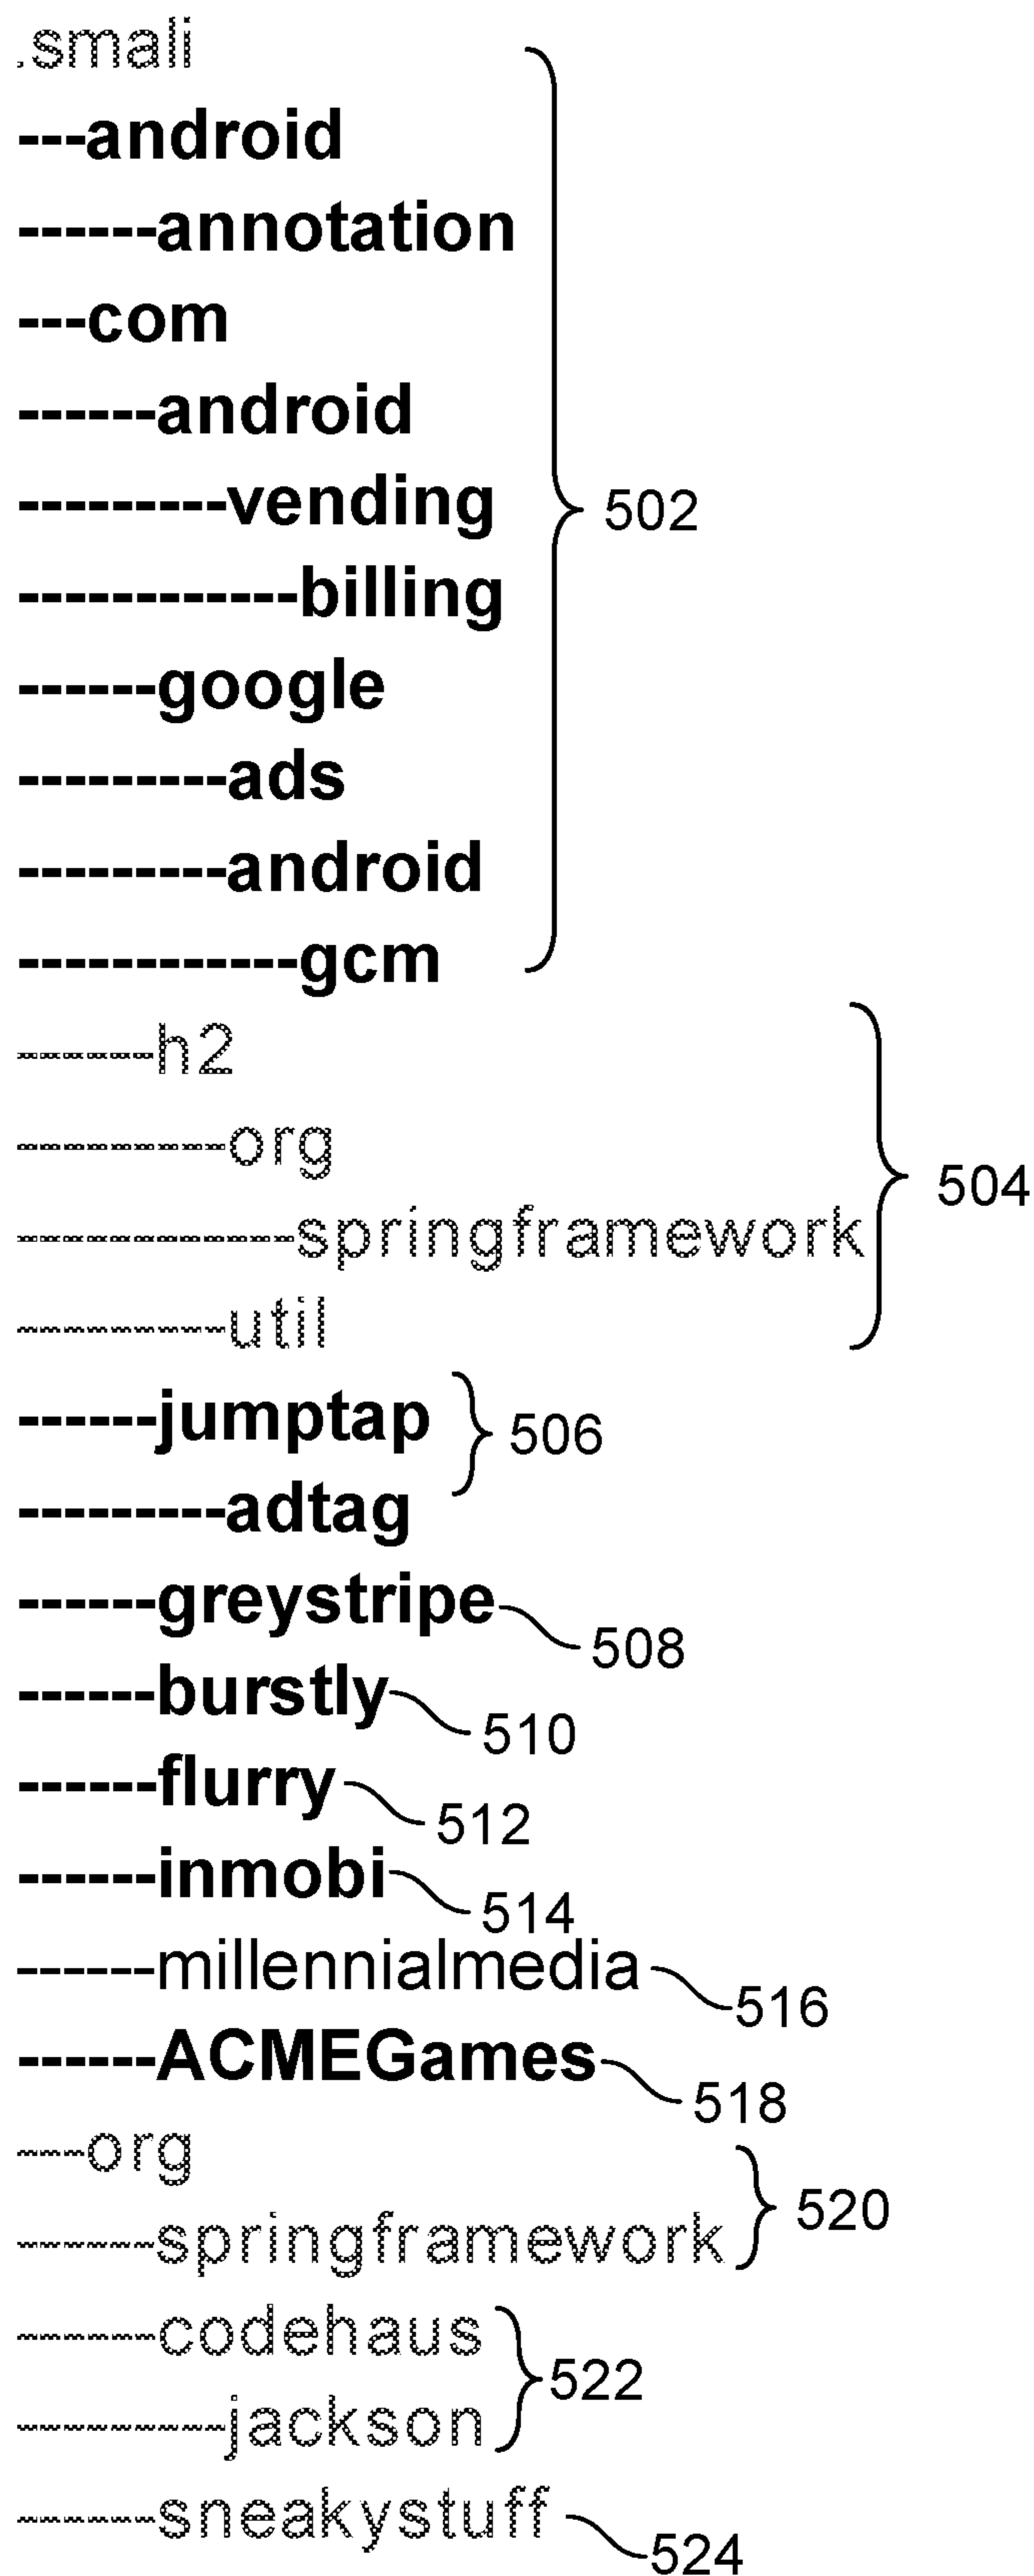 .smali
---android
------annotation
---com
------android
---------vending
502
------------billing
------google
---------ads
---------android
------------gcm
------h2
---------org
504
------------springframework
---------util
------jumptap
506
---------adtag
------greystripe
508
------burstly
510
------flurry
512
------inmobi
514
------millennialmedia
516
------ACMEGames
518
---org
520
------springframework
------codehaus
522
---------jackson
------sneakystuff
524